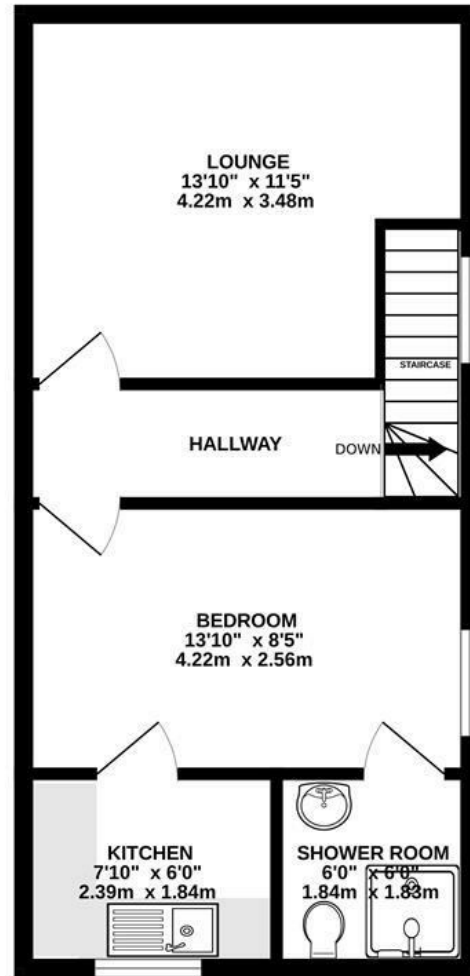 LOUNGE
13'10" x 11'5"
4.22m x 3.48m
STAIRCASE
HALLWAY
DOWN
BEDROOM
13'10" x 8'5"
4.22m x 2.56m
KITCHEN
7'10" x 6'0"
2.39m x 1.84m
SHOWER ROOM
6'0" x 6'0"
1.84m x 1.83m